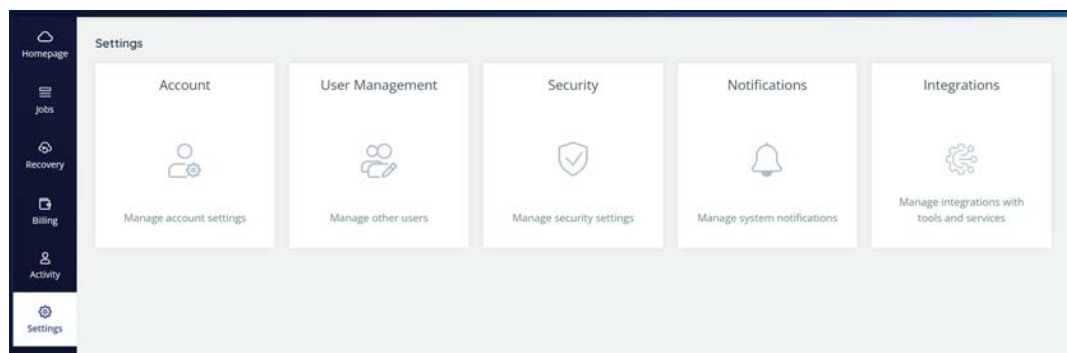 Homepage
Jobs
Recovery
Billing
Activity
Settings
Settings
Account
Manage account settings
User Management
Manage other users
Security
Manage security settings
Notifications
Manage system notifications
Integrations
Manage integrations with
tools and services